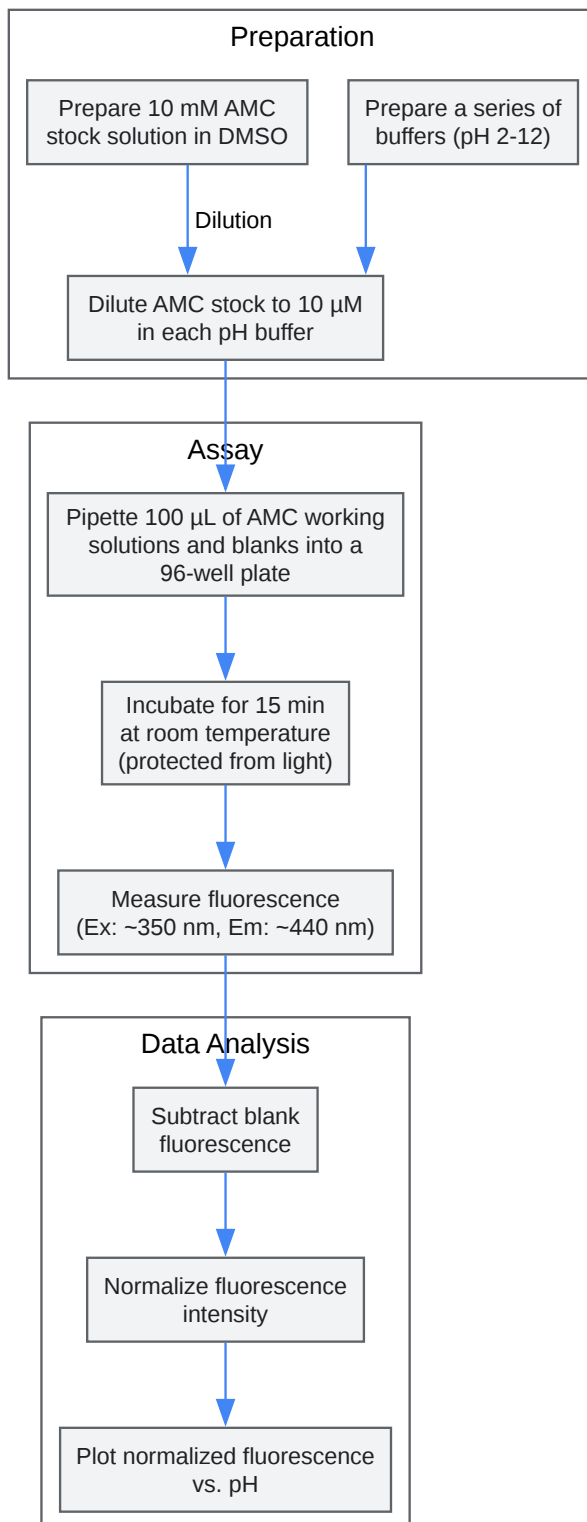 Preparation
Prepare 10 mM AMC
stock solution in DMSO
Prepare a series of
buffers (pH 2-12)
Dilution
Dilute AMC stock to 10 µM
in each pH buffer
Assay
Pipette 100 µL of AMC working
solutions and blanks into a
96-well plate
Incubate for 15 min
at room temperature
(protected from light)
Measure fluorescence
(Ex: ~350 nm, Em: ~440 nm)
Data Analysis
Subtract blank
fluorescence
Normalize fluorescence
intensity
Plot normalized fluorescence
vs. pH